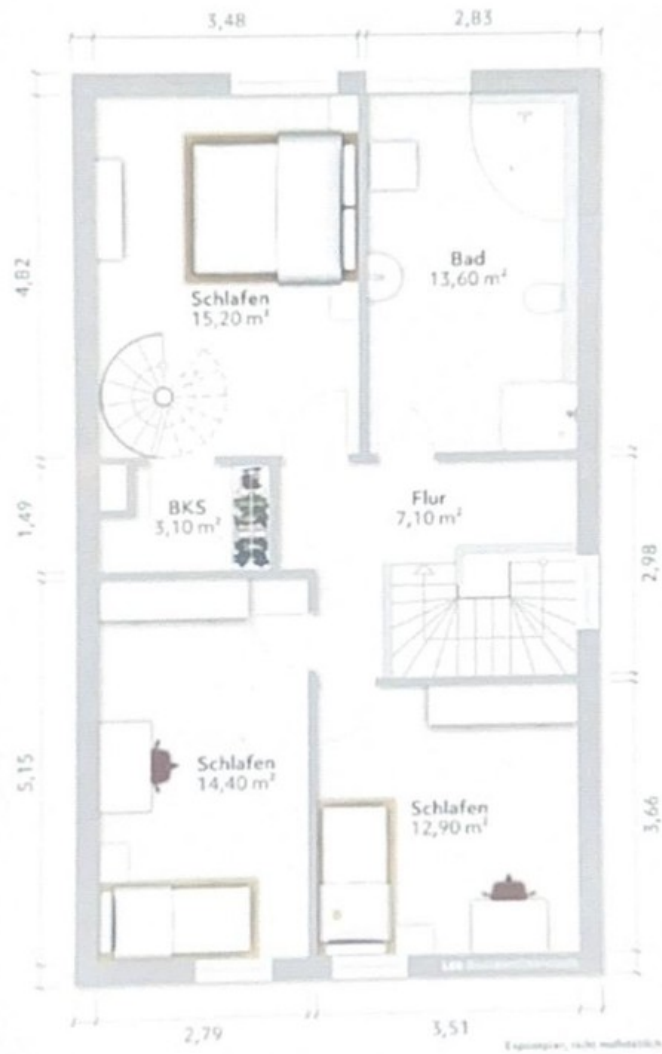 3,48
2,83
4,82
Bad
13,60 m²
Schlafen
15,20 m²
BKS
3,10 m²
Flur
7,10 m²
1,49
2,98
Schlafen
14,40 m²
5,15
Schlafen
12,90 m²
3,66
2,79
3,51